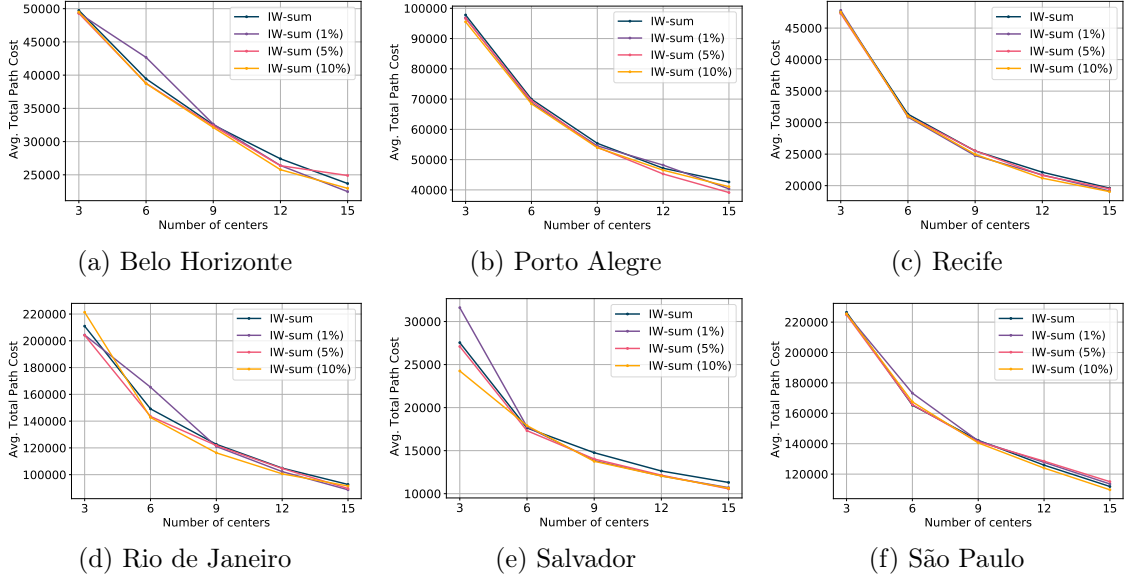 50000
45000
40000
35000
30000
25000
Avg. Total Path Cost
3 6 9 12 15
Number of centers
IW-sum
IW-sum (1%)
IW-sum (5%)
IW-sum (10%)
(a) Belo Horizonte
100000
90000
80000
70000
60000
50000
40000
Avg. Total Path Cost
3 6 9 12 15
Number of centers
IW-sum
IW-sum (1%)
IW-sum (5%)
IW-sum (10%)
(b) Porto Alegre
45000
40000
35000
30000
25000
20000
Avg. Total Path Cost
3 6 9 12 15
Number of centers
IW-sum
IW-sum (1%)
IW-sum (5%)
IW-sum (10%)
(c) Recife
220000
200000
180000
160000
140000
120000
100000
Avg. Total Path Cost
3 6 9 12 15
Number of centers
IW-sum
IW-sum (1%)
IW-sum (5%)
IW-sum (10%)
(d) Rio de Janeiro
30000
25000
20000
15000
10000
Avg. Total Path Cost
3 6 9 12 15
Number of centers
IW-sum
IW-sum (1%)
IW-sum (5%)
IW-sum (10%)
(e) Salvador
220000
200000
180000
160000
140000
120000
Avg. Total Path Cost
3 6 9 12 15
Number of centers
IW-sum
IW-sum (1%)
IW-sum (5%)
IW-sum (10%)
(f) São Paulo